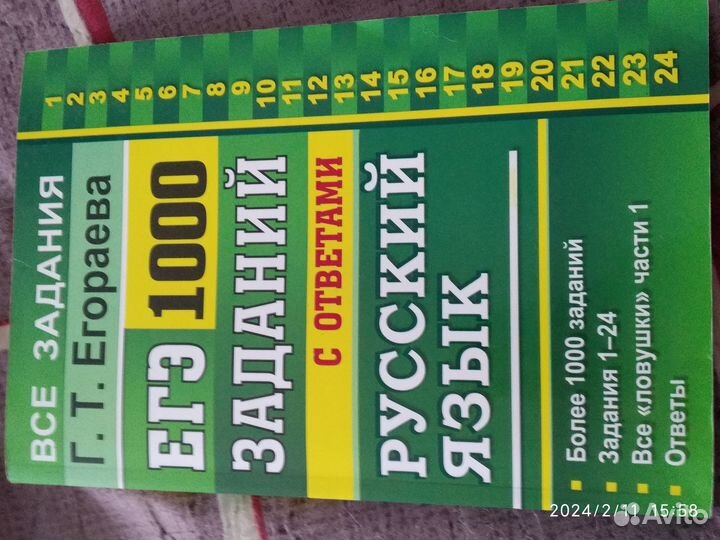 ВСЕ ЗАДАНИЯ
Г. Т. Егораева
ЕГЭ 1000
ЗАДАНИЙ
С ОТВЕТАМИ
РУССКИЙ
ЯЗЫК
▪ Более 1000 заданий
▪ Задания 1–24
▪ Все «ловушки» части 1
▪ Ответы
1
2
3
4
5
6
7
8
9
10
11
12
13
14
15
16
17
18
19
20
21
22
23
24
2024/2/11 15:58
Avito